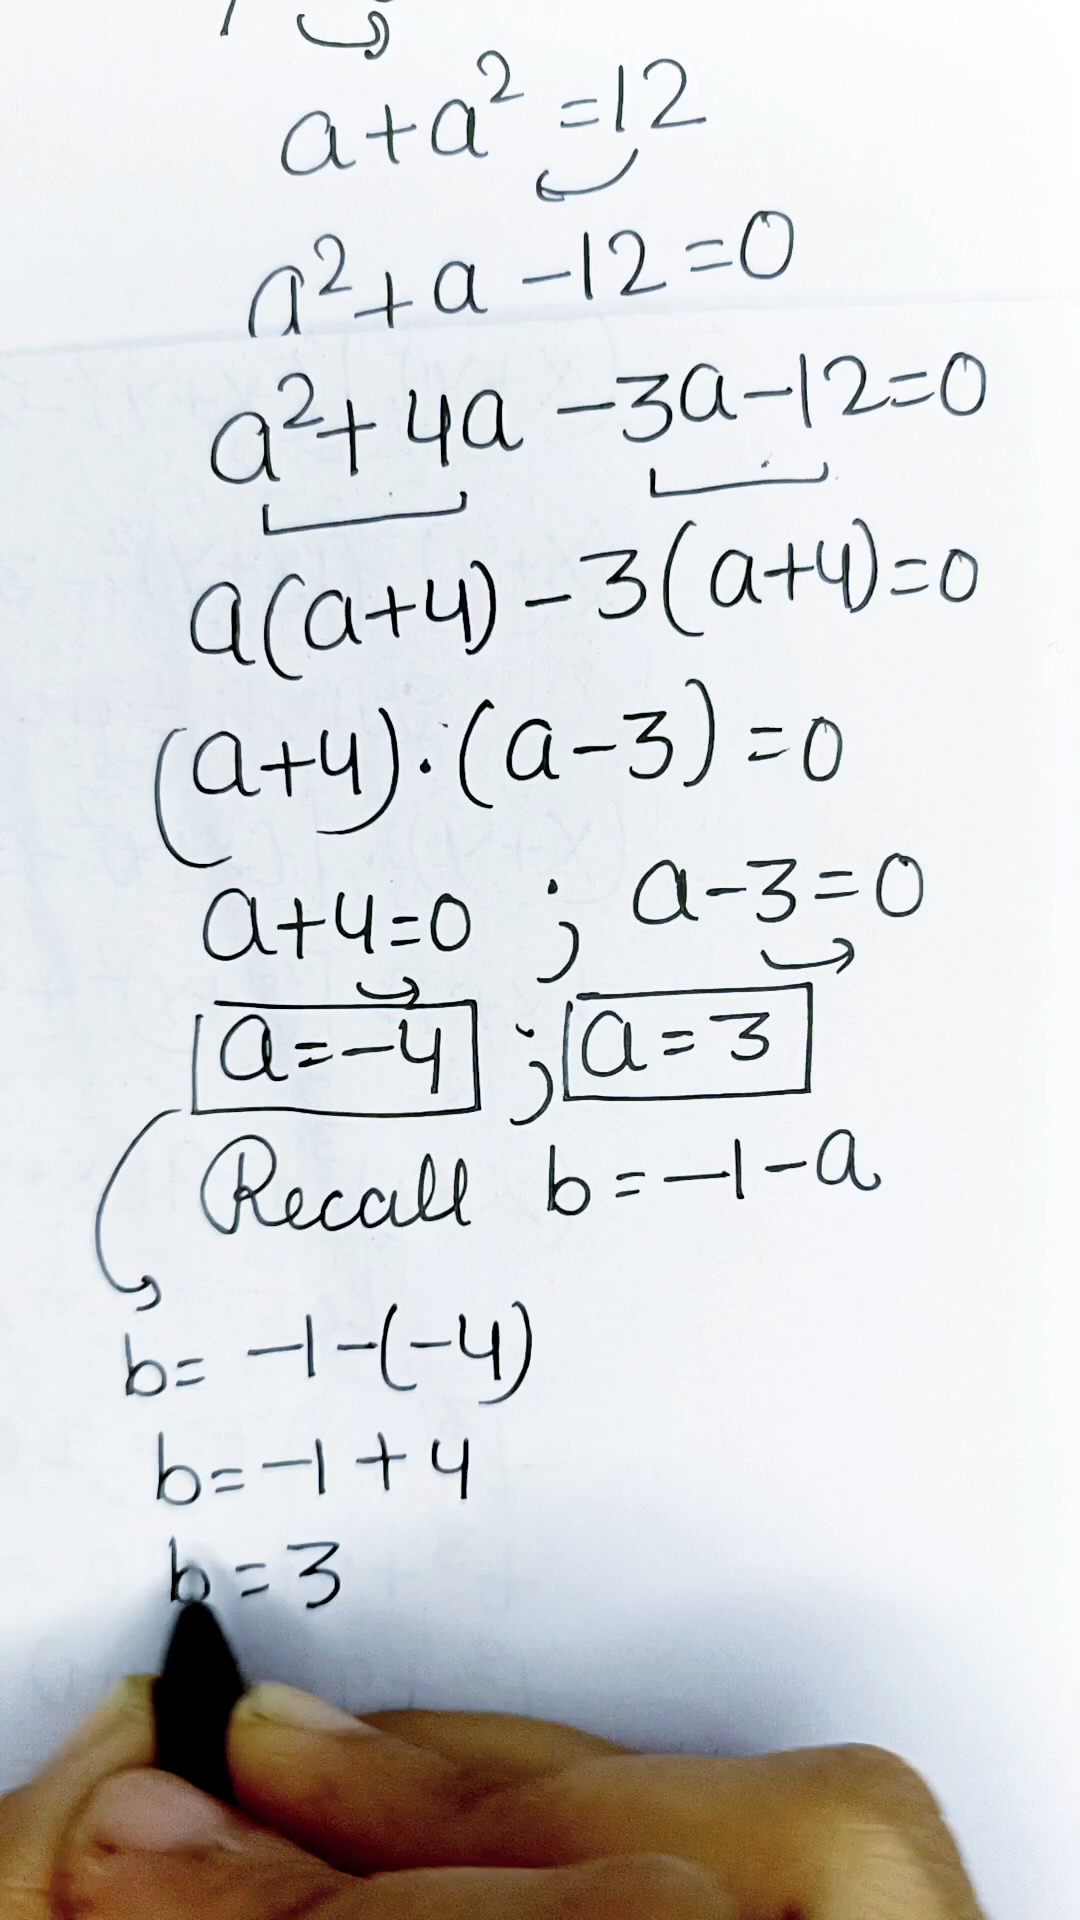 a+a² =12
a²+a -12=0
a²+4a -3a-12=0
a(a+4)-3(a+4)=0
(a+4)·(a-3)=0
a+4=0 ; a-3=0
a=-4 ; a=3
Recall b=-1-a
b= -1-(-4)
b=-1+4
b=3